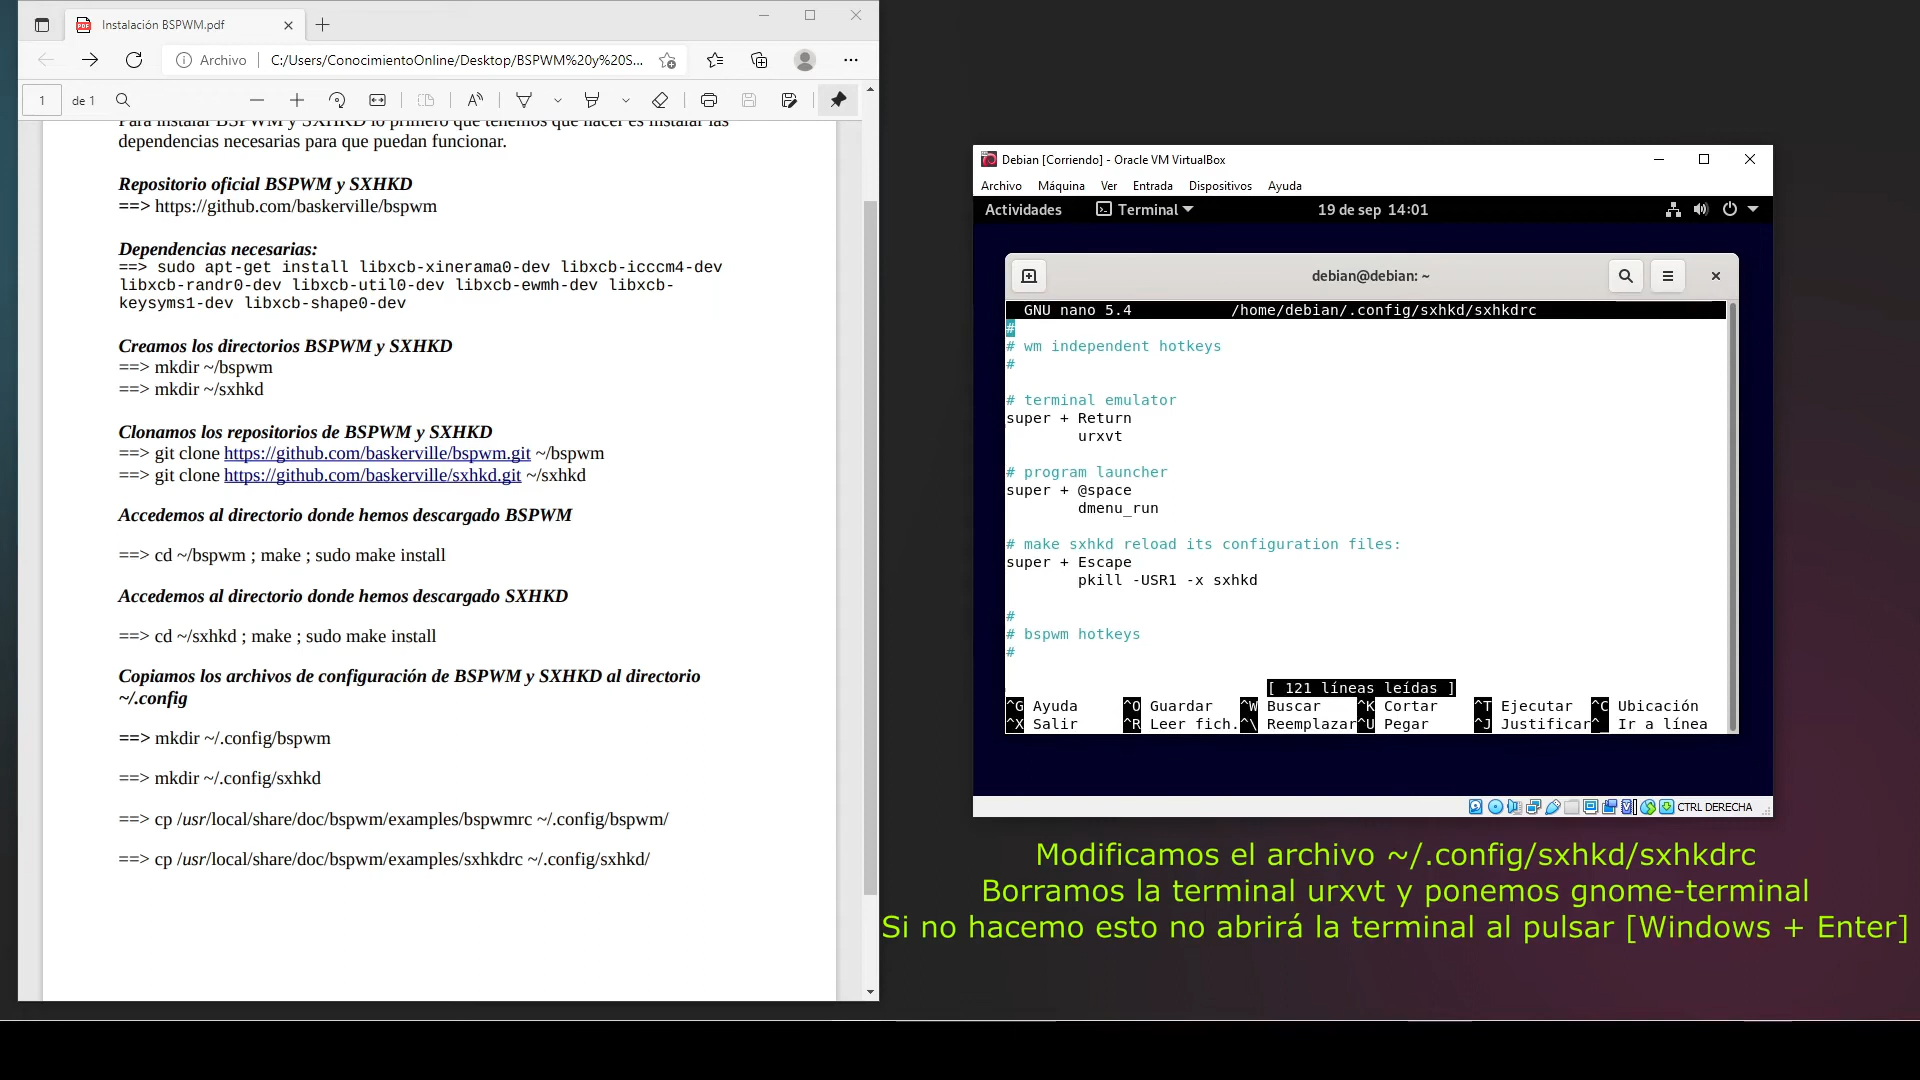 Instalación BSPWM.pdf
Archivo
C:/Users/ConocimientoOnline/Desktop/BSPWM%20y%20S...
1 de 1
Para instalar BSPWM y SXHKD lo primero que tenemos que hacer es instalar las
dependencias necesarias para que puedan funcionar.
Repositorio oficial BSPWM y SXHKD
==> https://github.com/baskerville/bspwm
Dependencias necesarias:
==> sudo apt-get install libxcb-xinerama0-dev libxcb-icccm4-dev
libxcb-randr0-dev libxcb-util0-dev libxcb-ewmh-dev libxcb-
keysyms1-dev libxcb-shape0-dev
Creamos los directorios BSPWM y SXHKD
==> mkdir ~/bspwm
==> mkdir ~/sxhkd
Clonamos los repositorios de BSPWM y SXHKD
==> git clone https://github.com/baskerville/bspwm.git ~/bspwm
==> git clone https://github.com/baskerville/sxhkd.git ~/sxhkd
Accedemos al directorio donde hemos descargado BSPWM
==> cd ~/bspwm ; make ; sudo make install
Accedemos al directorio donde hemos descargado SXHKD
==> cd ~/sxhkd ; make ; sudo make install
Copiamos los archivos de configuración de BSPWM y SXHKD al directorio
~/.config
==> mkdir ~/.config/bspwm
==> mkdir ~/.config/sxhkd
==> cp /usr/local/share/doc/bspwm/examples/bspwmrc ~/.config/bspwm/
==> cp /usr/local/share/doc/bspwm/examples/sxhkdrc ~/.config/sxhkd/
Debian [Corriendo] - Oracle VM VirtualBox
Archivo Máquina Ver Entrada Dispositivos Ayuda
Actividades Terminal 19 de sep 14:01
debian@debian: ~
GNU nano 5.4 /home/debian/.config/sxhkd/sxhkdrc
#
# wm independent hotkeys
#
# terminal emulator
super + Return
urxvt
# program launcher
super + @space
dmenu_run
# make sxhkd reload its configuration files:
super + Escape
pkill -USR1 -x sxhkd
#
# bspwm hotkeys
#
[ 121 líneas leídas ]
^G Ayuda ^O Guardar ^W Buscar ^K Cortar ^T Ejecutar ^C Ubicación
^X Salir ^R Leer fich. ^\ Reemplazar ^U Pegar ^J Justificar ^ Ir a línea
CTRL DERECHA
Modificamos el archivo ~/.config/sxhkd/sxhkdrc
Borramos la terminal urxvt y ponemos gnome-terminal
Si no hacemo esto no abrirá la terminal al pulsar [Windows + Enter]